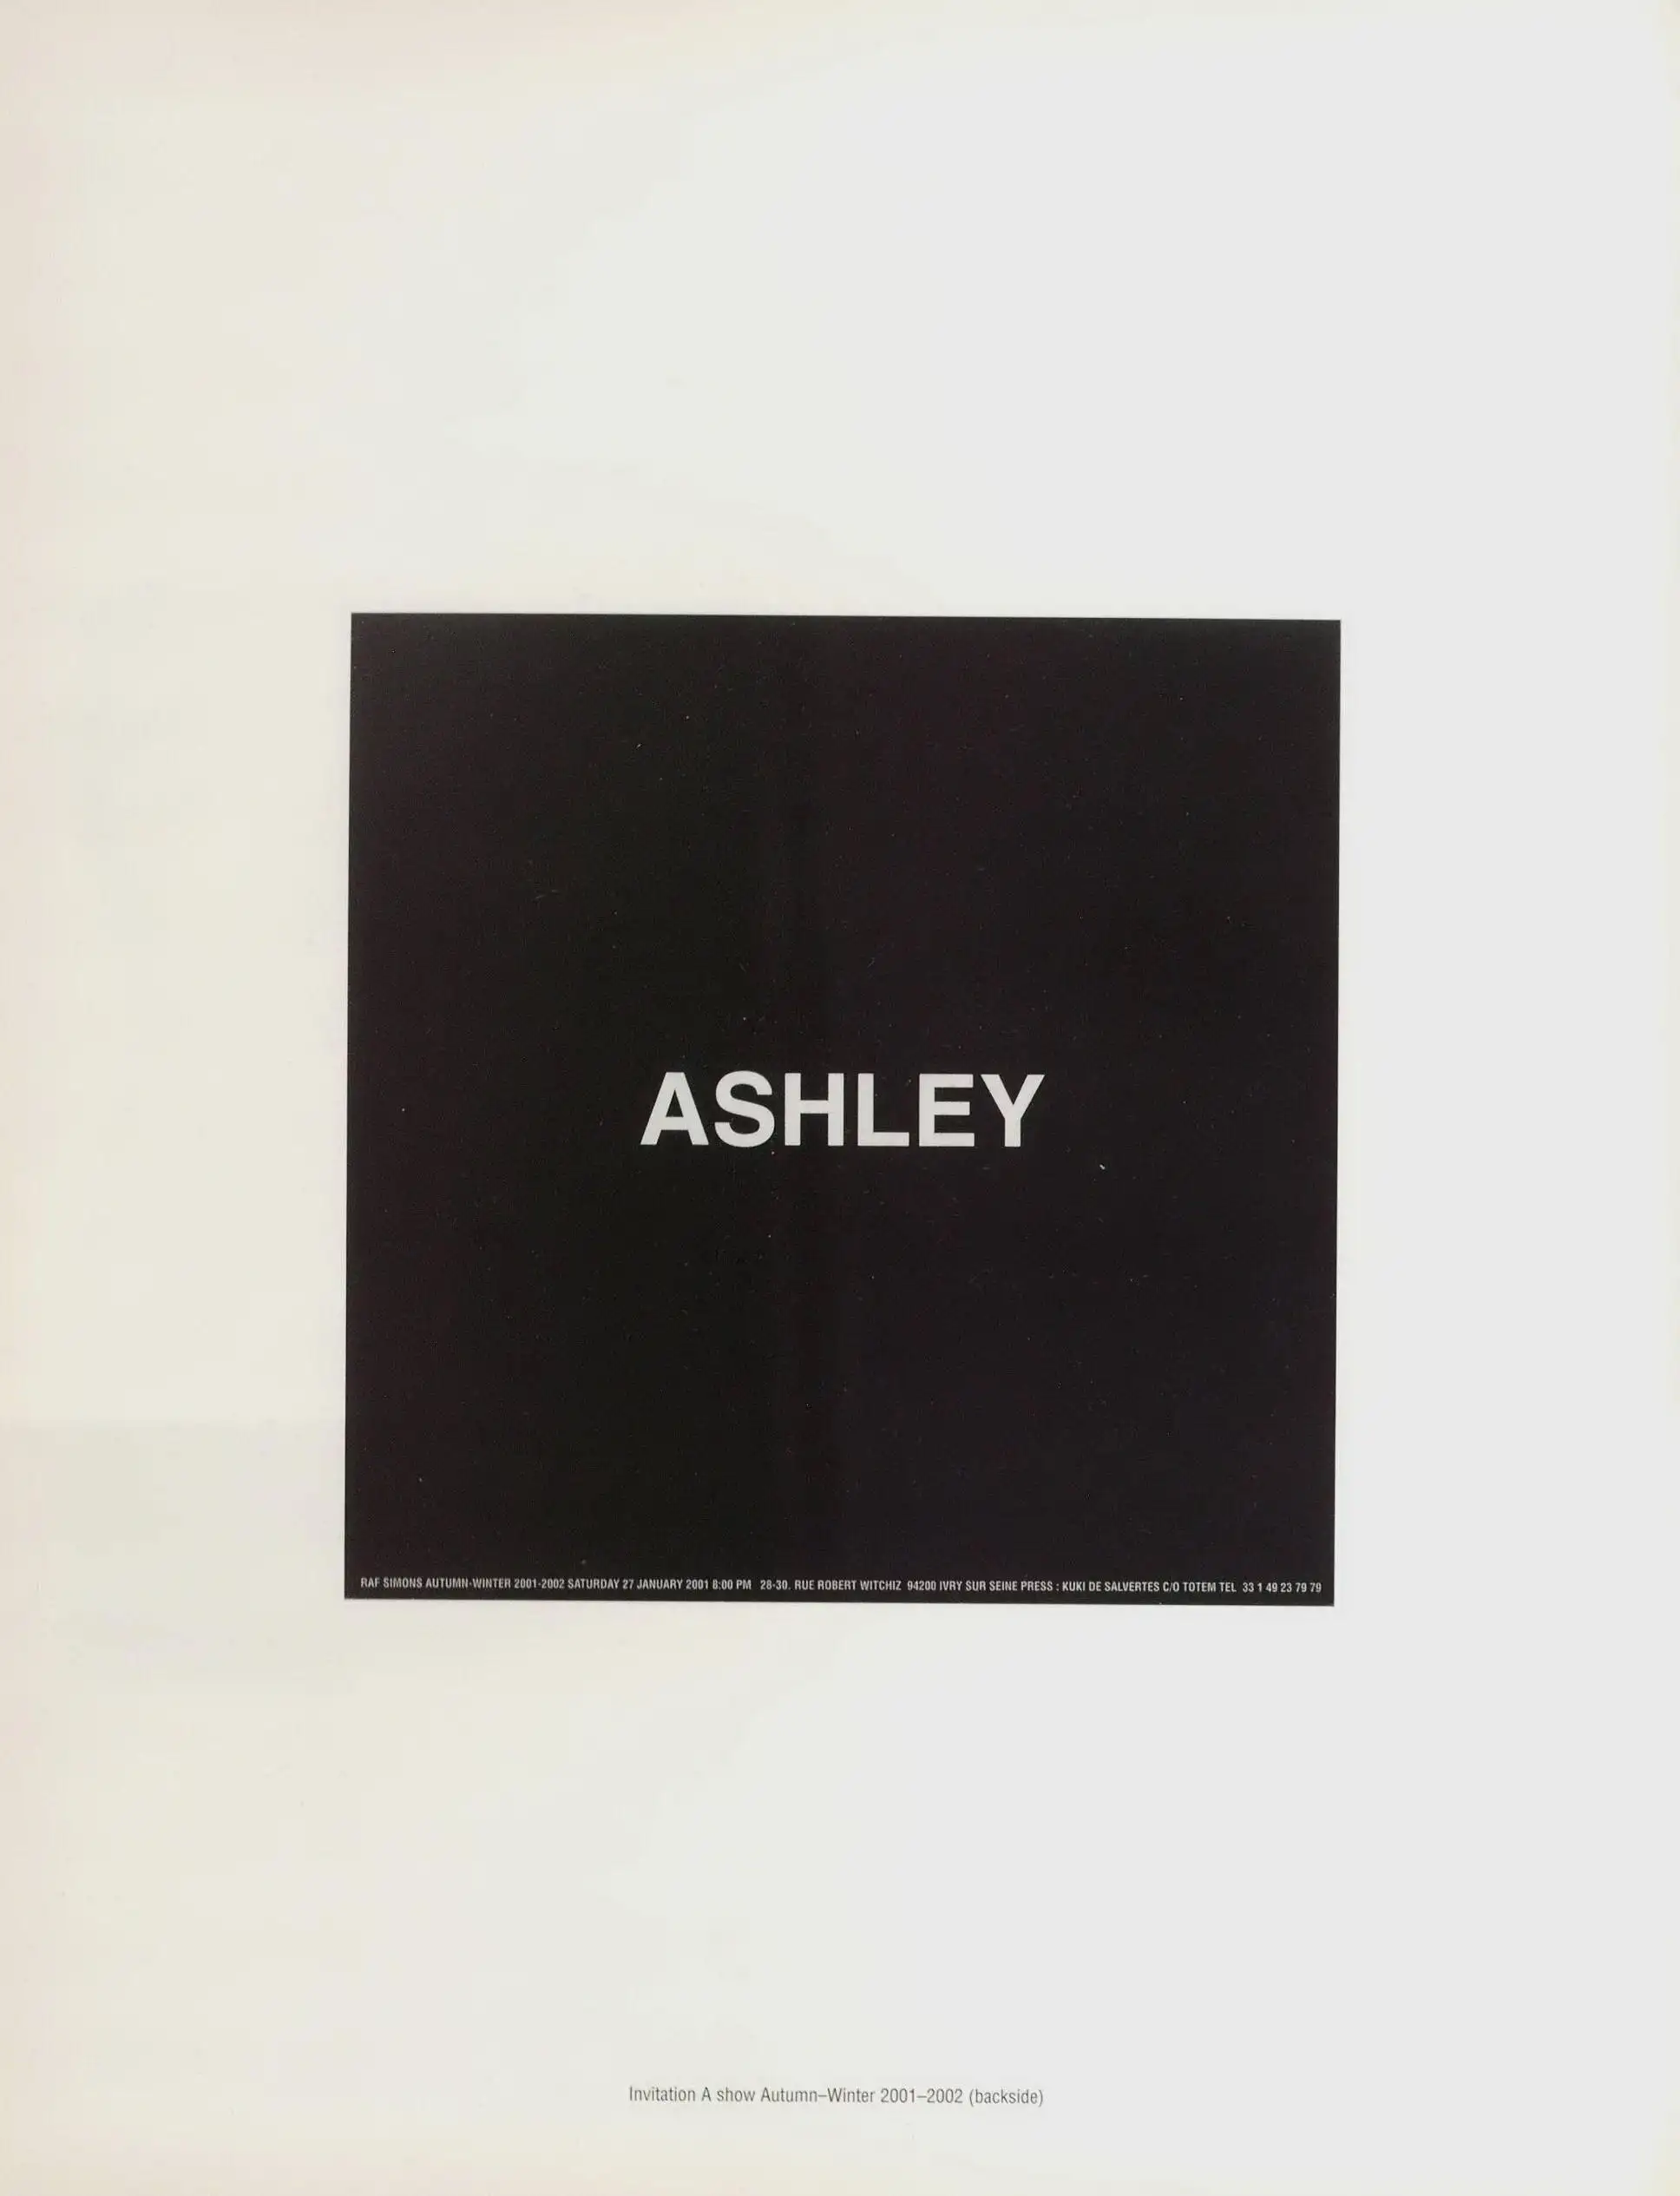 ASHLEY
RAF SIMONS AUTUMN-WINTER 2001-2002 SATURDAY 27 JANUARY 2001 8:00 PM 28-30. RUE ROBERT WITCHIZ 94200 IVRY SUR SEINE PRESS : KUKI DE SALVERTES C/O TOTEM TEL 33 1 49 23 79 79
Invitation A show Autumn–Winter 2001–2002 (backside)